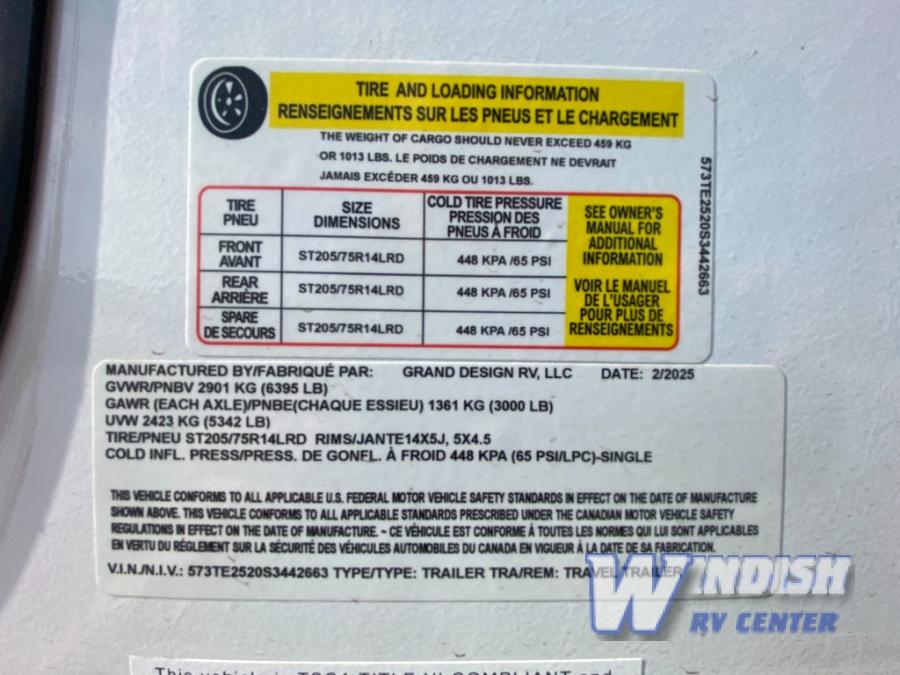 TIRE AND LOADING INFORMATION
RENSEIGNEMENTS SUR LES PNEUS ET LE CHARGEMENT
THE WEIGHT OF CARGO SHOULD NEVER EXCEED 459 KG
OR 1013 LBS. LE POIDS DE CHARGEMENT NE DEVRAIT
JAMAIS EXCÉDER 459 KG OU 1013 LBS.
TIRE
PNEU
SIZE
DIMENSIONS
COLD TIRE PRESSURE
PRESSION DES
PNEUS À FROID
SEE OWNER'S
MANUAL FOR
ADDITIONAL
INFORMATION
VOIR LE MANUEL
DE L'USAGER
POUR PLUS DE
RENSEIGNEMENTS
FRONT
AVANT
ST205/75R14LRD
448 KPA /65 PSI
REAR
ARRIÈRE
ST205/75R14LRD
448 KPA /65 PSI
SPARE
DE SECOURS
ST205/75R14LRD
448 KPA /65 PSI
573TE2520S3442663
MANUFACTURED BY/FABRIQUÉ PAR: GRAND DESIGN RV, LLC DATE: 2/2025
GVWR/PNBV 2901 KG (6395 LB)
GAWR (EACH AXLE)/PNBE(CHAQUE ESSIEU) 1361 KG (3000 LB)
UVW 2423 KG (5342 LB)
TIRE/PNEU ST205/75R14LRD RIMS/JANTE14X5J, 5X4.5
COLD INFL. PRESS/PRESS. DE GONFL. À FROID 448 KPA (65 PSI/LPC)-SINGLE
THIS VEHICLE CONFORMS TO ALL APPLICABLE U.S. FEDERAL MOTOR VEHICLE SAFETY STANDARDS IN EFFECT ON THE DATE OF MANUFACTURE
SHOWN ABOVE. THIS VEHICLE CONFORMS TO ALL APPLICABLE STANDARDS PRESCRIBED UNDER THE CANADIAN MOTOR VEHICLE SAFETY
REGULATIONS IN EFFECT ON THE DATE OF MANUFACTURE. ~ CE VÉHICULE EST CONFORME À TOUTES LES NORMES QUI LUI SONT APPLICABLES
EN VERTU DU RÉGLEMENT SUR LA SÉCURITÉ DES VÉHICULES AUTOMOBILES DU CANADA EN VIGUEUR À LA DATE DE SA FABRICATION.
V.I.N./N.I.V.: 573TE2520S3442663 TYPE/TYPE: TRAILER TRA/REM: TRAVEL TRAILER
WINDISH
RV CENTER
This vehicle is TSCA TITLE VI COMPLIANT and